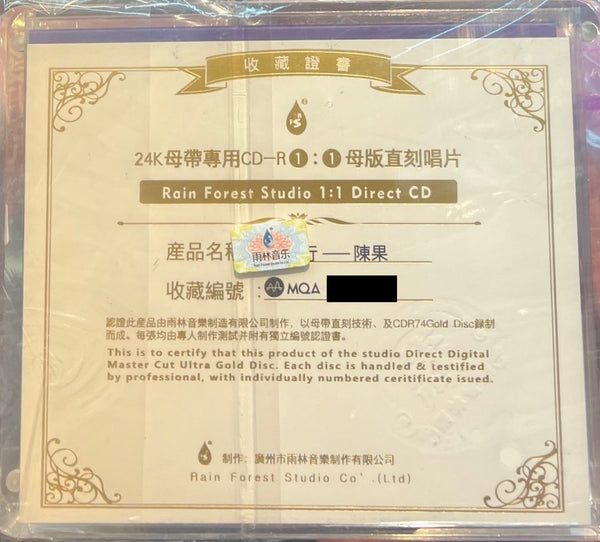 收藏證書
24K母帶專用CD-R1:1母版直刻唱片
Rain Forest Studio 1:1 Direct CD
產品名稱 行——陳果
雨林音乐
收藏編號:MQA
認證此産品由雨林音樂制造有限公司制作，以母帶直刻技術、及CDR74Gold Disc録制
而成。每張均由專人制作測試并附有獨立編號認證書。
This is to certify that this product of the studio Direct Digital
Master Cut Ultra Gold Disc. Each disc is handled & testified
by professional, with individually numbered ceritificate isued.
制作：廣州市雨林音樂制作有限公司
Rain Forest Studio Co'.(Ltd)